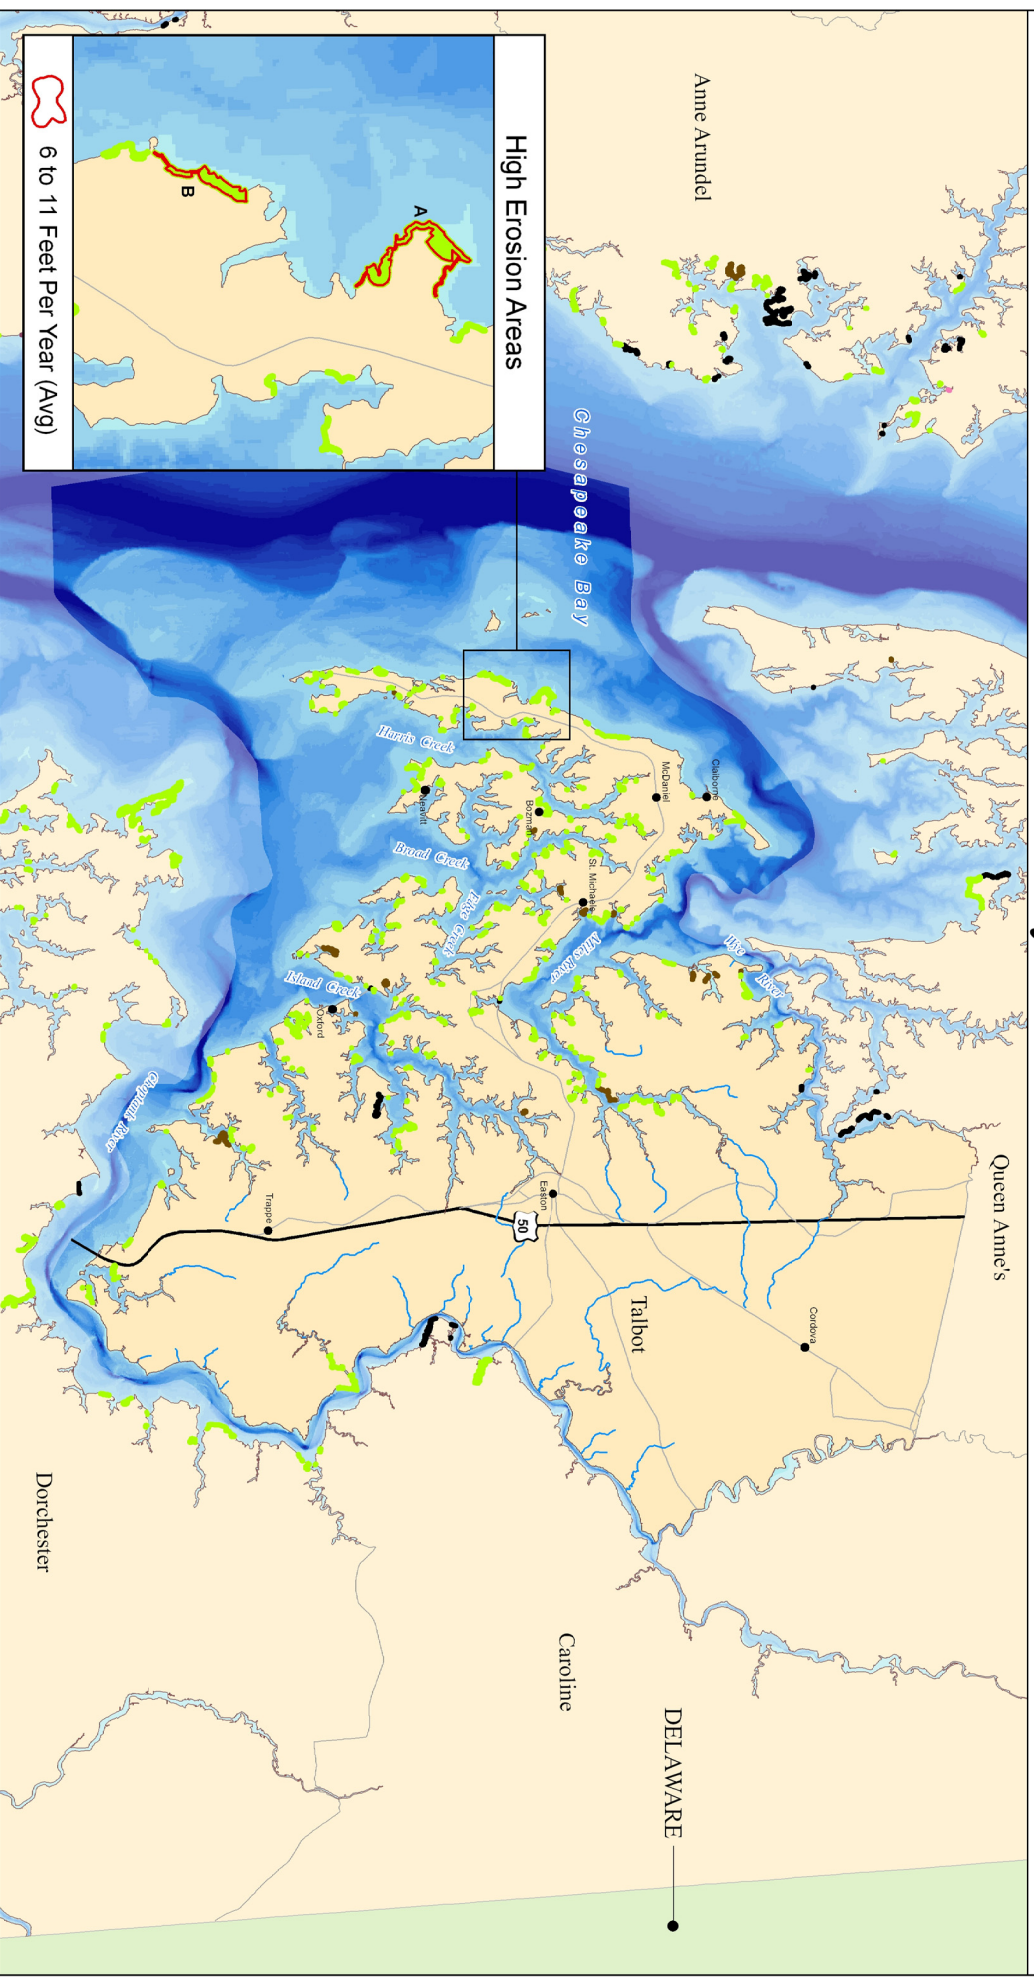 High Erosion Areas
A
B
6 to 11 Feet Per Year (Avg)
Anne Arundel
Chesapeake Bay
Queen Anne's
Claiborne
McDaniel
Wye River
St. Michaels
Miles River
Bozman
Harris Creek
Neavitt
Broad Creek
Edge Creek
Island Creek
Oxford
Easton
50
Cordova
Talbot
Trappe
Choptank River
Caroline
DELAWARE
Dorchester